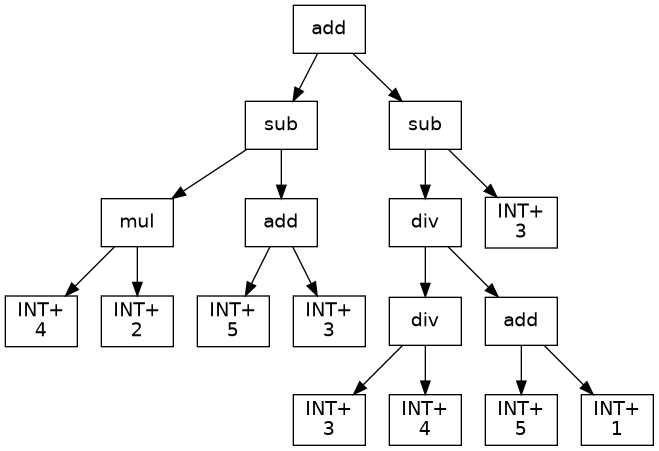 add
sub
sub
mul
add
div
INT+
3
INT+
4
INT+
2
INT+
5
INT+
3
div
add
INT+
3
INT+
4
INT+
5
INT+
1